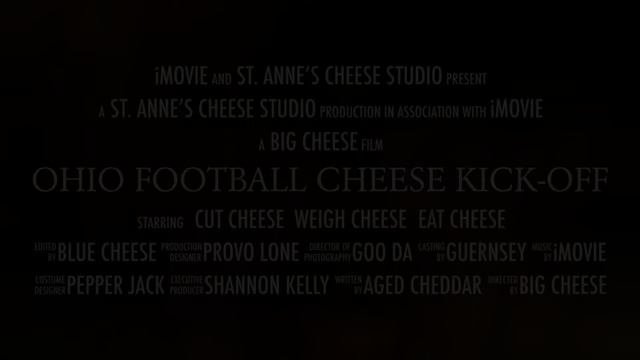 iMOVIE AND ST. ANNE'S CHEESE STUDIO PRESENT
A ST. ANNE'S CHEESE STUDIO PRODUCTION IN ASSOCIATION WITH iMOVIE
A BIG CHEESE FILM
OHIO FOOTBALL CHEESE KICK-OFF
STARRING CUT CHEESE WEIGH CHEESE EAT CHEESE
EDITED BY BLUE CHEESE PRODUCTION DESIGNER PROVO LONE DIRECTOR OF PHOTOGRAPHY GOO DA CASTING BY GUERNSEY MUSIC BY iMOVIE
COSTUME DESIGNER PEPPER JACK EXECUTIVE PRODUCER SHANNON KELLY WRITTEN BY AGED CHEDDAR DIRECTED BY BIG CHEESE